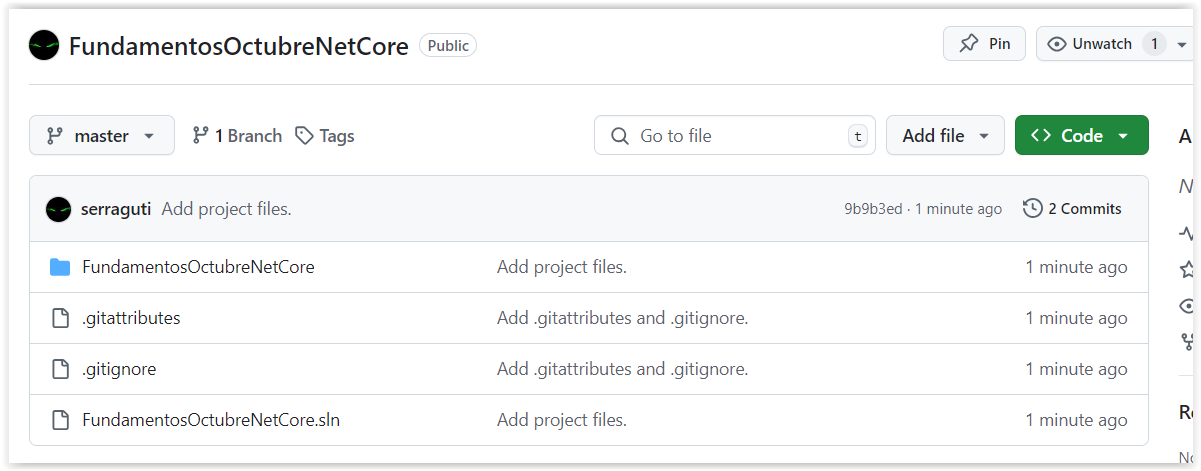 FundamentosOctubreNetCore Public Pin Unwatch 1
master 1 Branch Tags Go to file t Add file Code
serraguti Add project files. 9b9b3ed · 1 minute ago 2 Commits
FundamentosOctubreNetCore Add project files. 1 minute ago
.gitattributes Add .gitattributes and .gitignore. 1 minute ago
.gitignore Add .gitattributes and .gitignore. 1 minute ago
FundamentosOctubreNetCore.sln Add project files. 1 minute ago